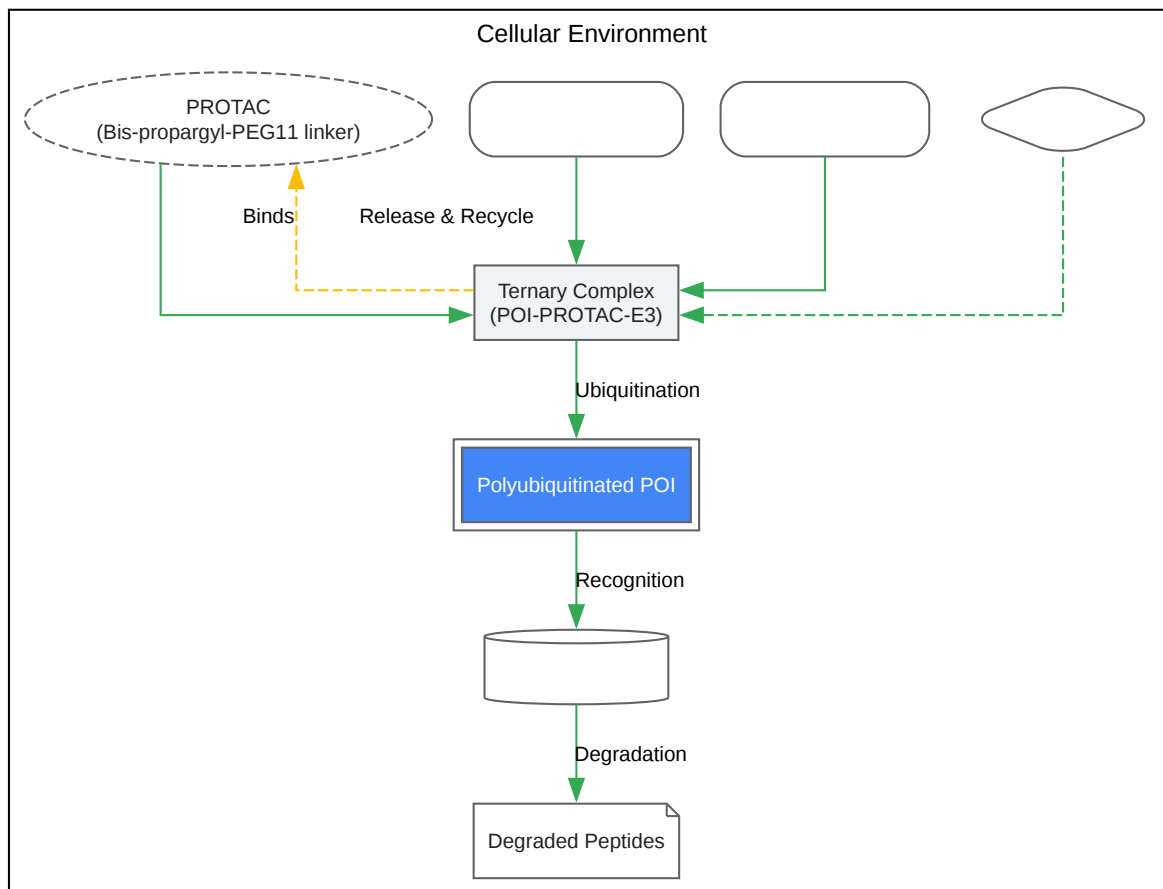 Cellular Environment
PROTAC
(Bis-propargyl-PEG11 linker)
Binds
Release & Recycle
Ternary Complex
(POI-PROTAC-E3)
Ubiquitination
Polyubiquitinated POI
Recognition
Degradation
Degraded Peptides